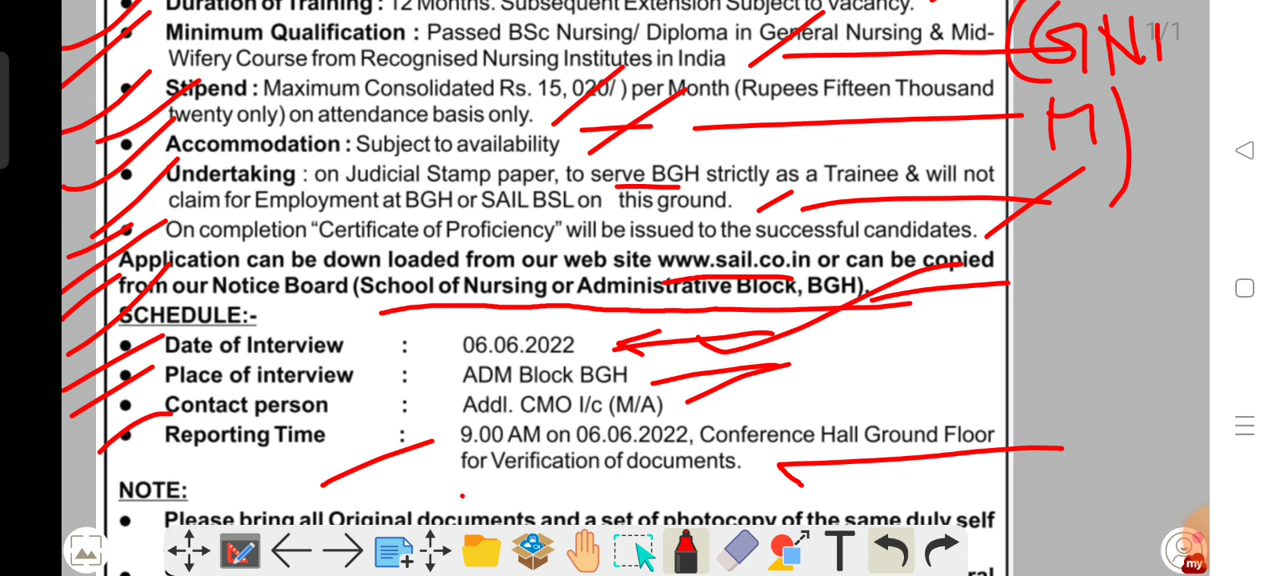 Duration of Training : 12 Months. Subsequent Extension Subject to vacancy.
Minimum Qualification : Passed BSc Nursing/ Diploma in General Nursing & Mid-
Wifery Course from Recognised Nursing Institutes in India
Stipend : Maximum Consolidated Rs. 15, 020/ ) per Month (Rupees Fifteen Thousand
twenty only) on attendance basis only.
Accommodation : Subject to availability
Undertaking : on Judicial Stamp paper, to serve BGH strictly as a Trainee & will not
claim for Employment at BGH or SAIL BSL on this ground.
On completion "Certificate of Proficiency" will be issued to the successful candidates.
Application can be down loaded from our web site www.sail.co.in or can be copied
from our Notice Board (School of Nursing or Administrative Block, BGH).
SCHEDULE:-
Date of Interview : 06.06.2022
Place of interview : ADM Block BGH
Contact person : Addl. CMO I/c (M/A)
Reporting Time : 9.00 AM on 06.06.2022, Conference Hall Ground Floor
for Verification of documents.
NOTE:
Please bring all Original documents and a set of photocopy of the same duly self
1/1
(GNM
M)
T
my